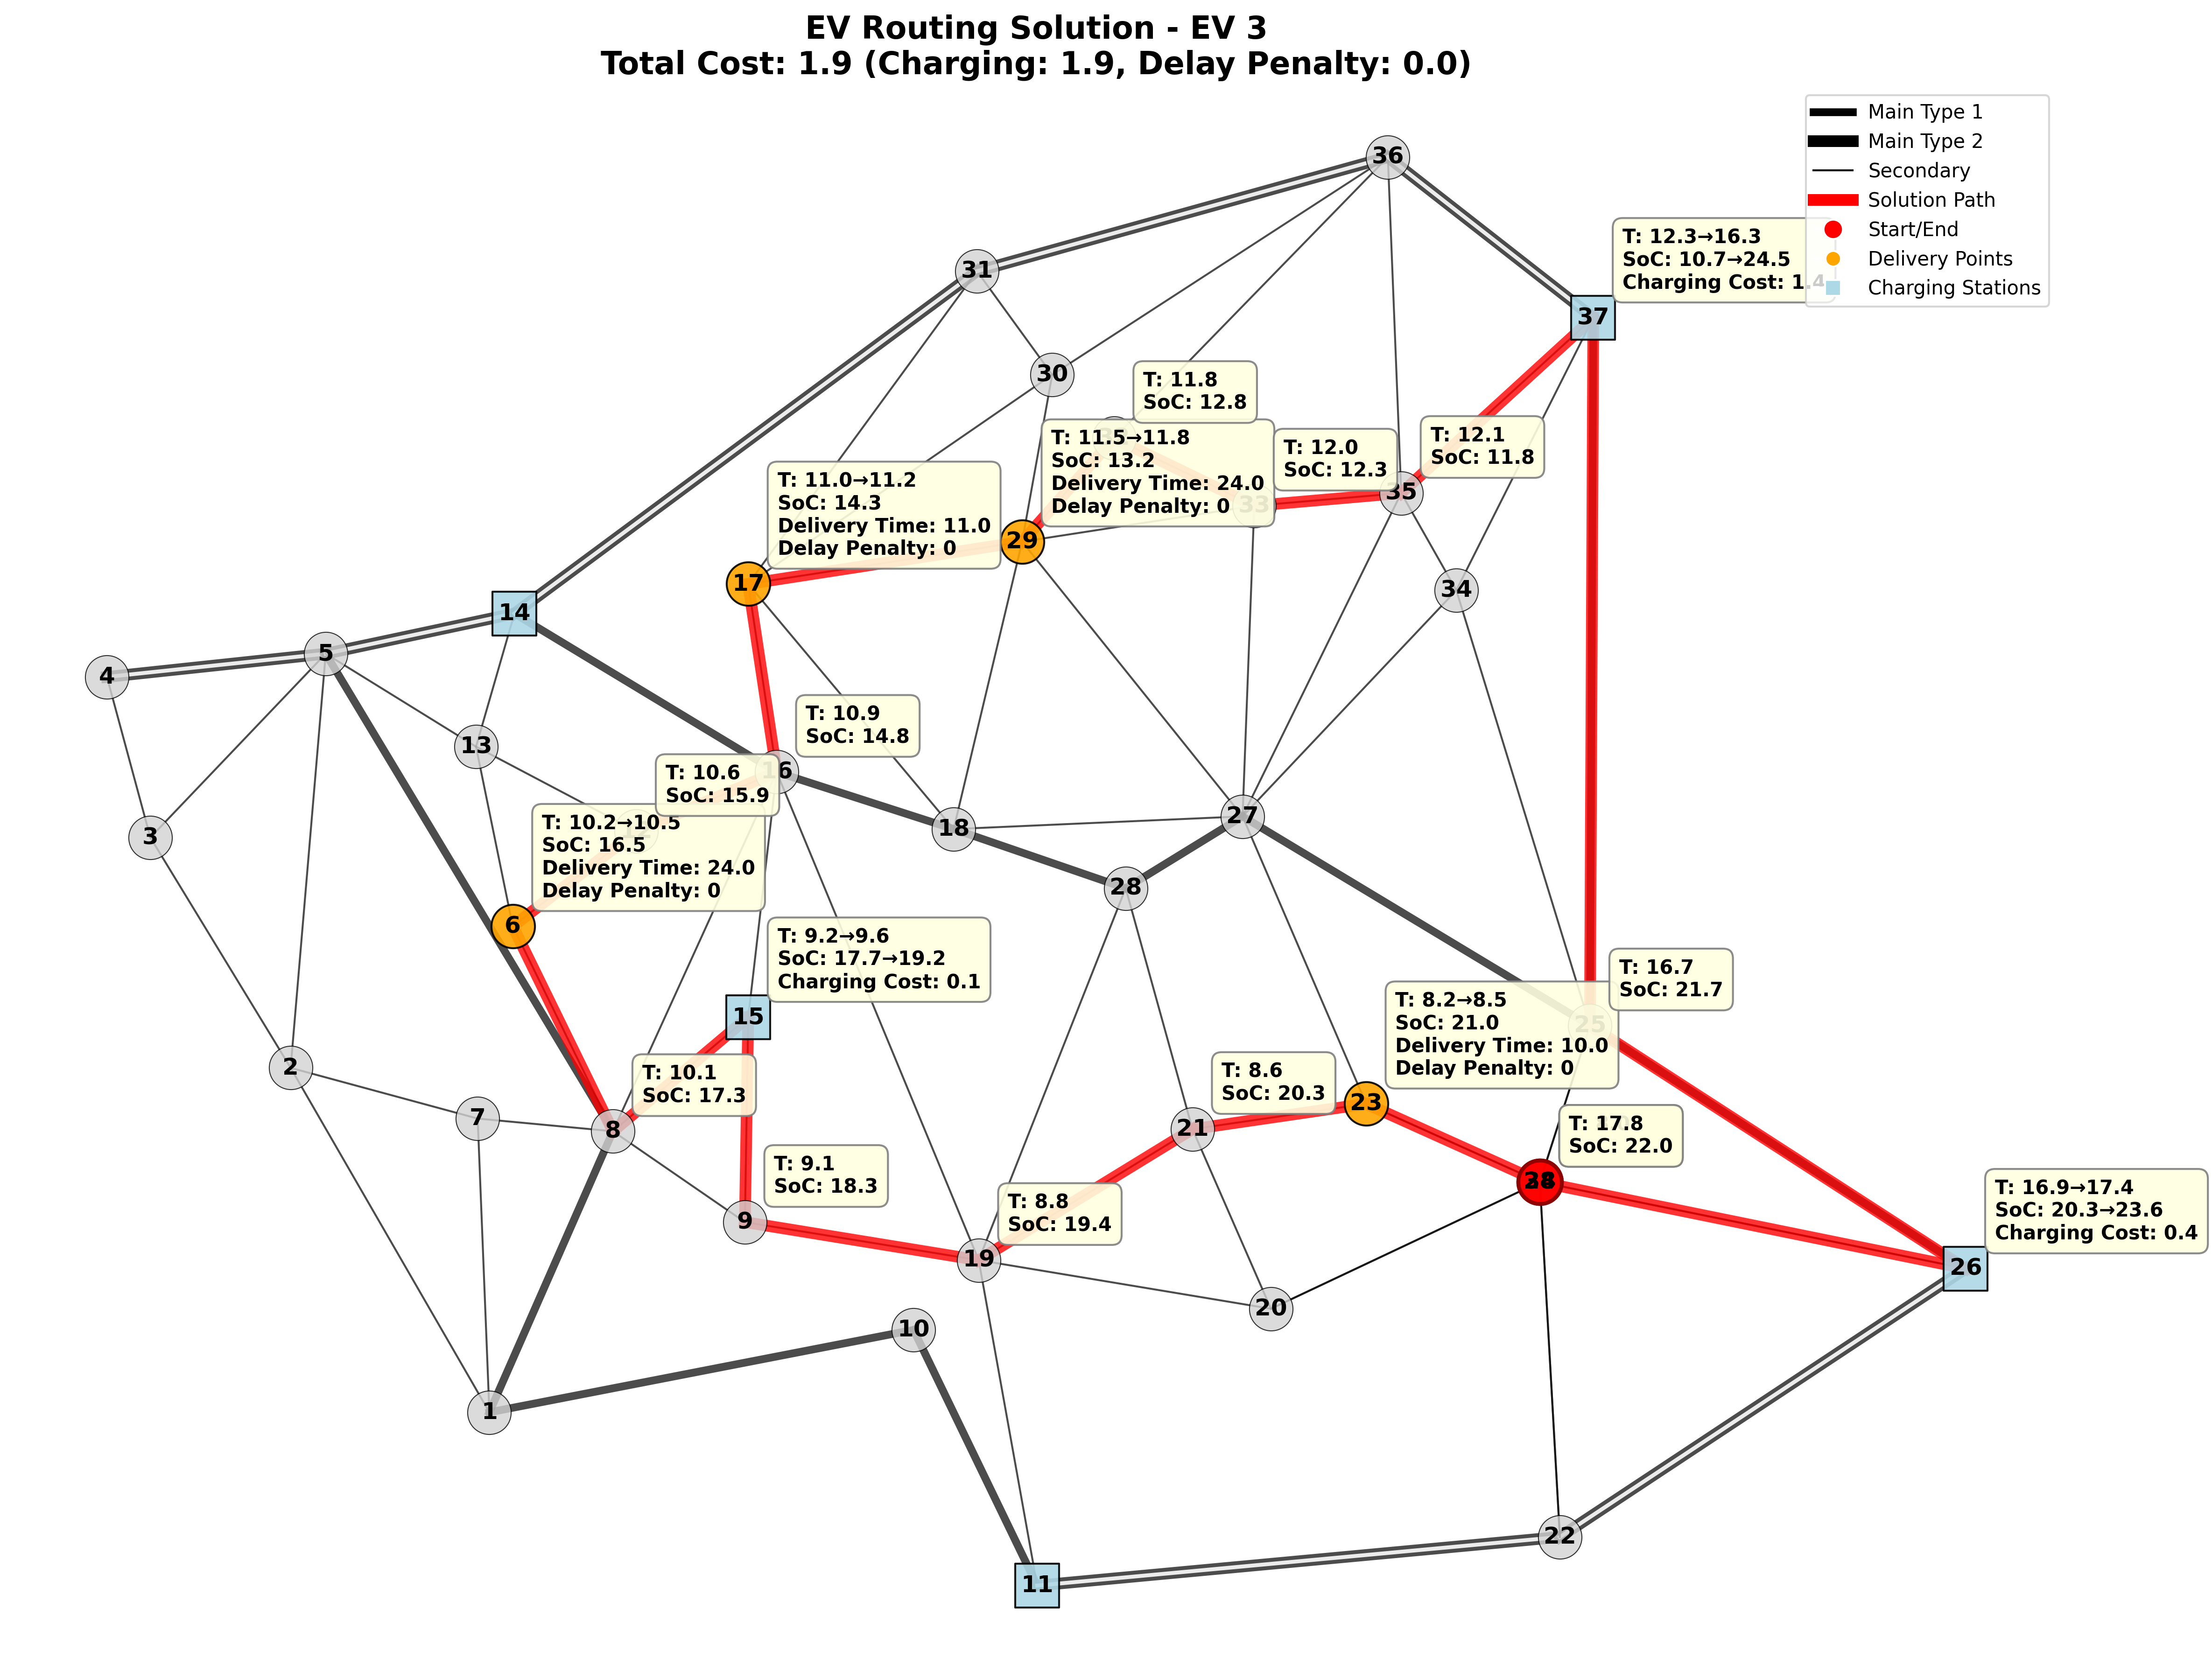 EV Routing Solution - EV 3
Total Cost: 1.9 (Charging: 1.9, Delay Penalty: 0.0)
Main Type 1
Main Type 2
Secondary
Solution Path
Start/End
Delivery Points
Charging Stations
36
T: 12.3→16.3
SoC: 10.7→24.5
Charging Cost: 1.4
31
37
30
T: 11.8
SoC: 12.8
T: 11.5→11.8
SoC: 13.2
Delivery Time: 24.0
Delay Penalty: 0
T: 12.0
SoC: 12.3
T: 12.1
SoC: 11.8
T: 11.0→11.2
SoC: 14.3
Delivery Time: 11.0
Delay Penalty: 0
33
35
29
17
34
14
5
4
T: 10.9
SoC: 14.8
13
16
T: 10.6
SoC: 15.9
T: 10.2→10.5
SoC: 16.5
Delivery Time: 24.0
Delay Penalty: 0
3
18
27
28
6
T: 9.2→9.6
SoC: 17.7→19.2
Charging Cost: 0.1
T: 16.7
SoC: 21.7
15
T: 8.2→8.5
SoC: 21.0
Delivery Time: 10.0
Delay Penalty: 0
25
2
T: 10.1
SoC: 17.3
T: 8.6
SoC: 20.3
23
7
8
21
T: 17.8
SoC: 22.0
T: 9.1
SoC: 18.3
T: 8.8
SoC: 19.4
T: 16.9→17.4
SoC: 20.3→23.6
Charging Cost: 0.4
9
19
26
20
10
1
22
11